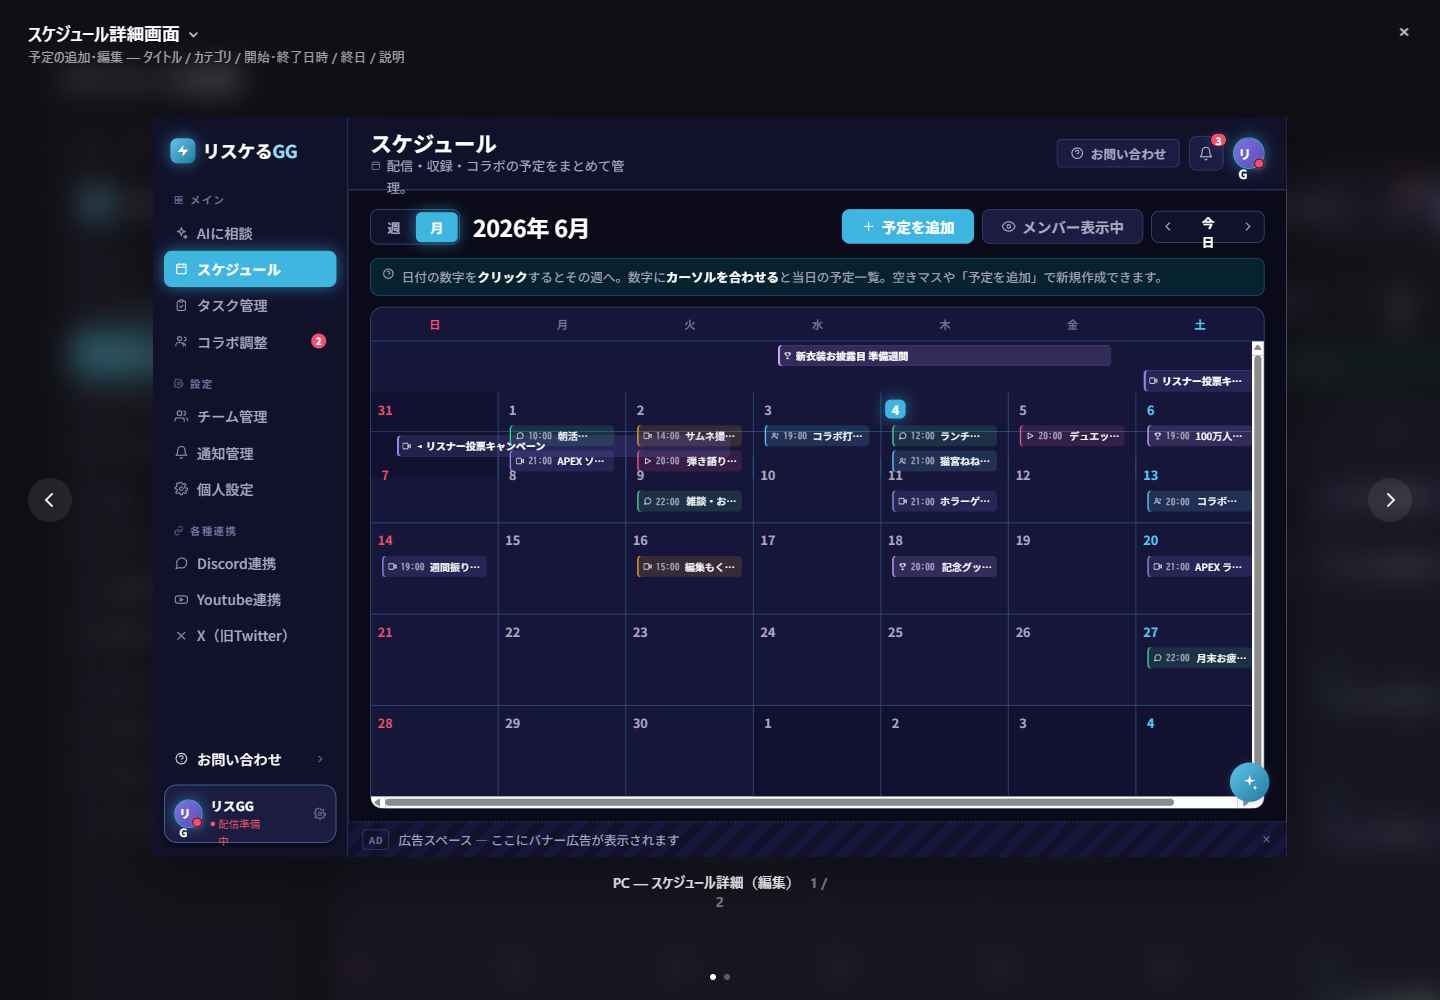 スケジュール詳細画面
予定の追加・編集 — タイトル / カテゴリ / 開始・終了日時 / 終日 / 説明
リスケるGG
メイン
AIに相談
スケジュール
タスク管理
コラボ調整 2
設定
チーム管理
通知管理
個人設定
各種連携
Discord連携
Youtube連携
X（旧Twitter）
お問い合わせ
リ
G
リスGG
配信準備
中
スケジュール
配信・収録・コラボの予定をまとめて管
理。
お問い合わせ
3
リ
G
週 月 2026年 6月
予定を追加
メンバー表示中
今
日
日付の数字をクリックするとその週へ。数字にカーソルを合わせると当日の予定一覧。空きマスや「予定を追加」で新規作成できます。
日 月 火 水 木 金 土
新衣装お披露目 準備週間
リスナー投票キ…
31 1 2 3 4 5 6
10:00 朝活… 14:00 サムネ撮… 19:00 コラボ打… 12:00 ランチ… 20:00 デュエッ… 19:00 100万人…
◂ リスナー投票キャンペーン
21:00 APEX ソ… 20:00 弾き語り… 21:00 猫宮ねね…
7 8 9 10 11 12 13
22:00 雑談・お… 21:00 ホラーゲ… 20:00 コラボ…
14 15 16 17 18 19 20
19:00 週間振り… 15:00 編集もく… 20:00 記念グッ… 21:00 APEX ラ…
21 22 23 24 25 26 27
22:00 月末お疲…
28 29 30 1 2 3 4
AD 広告スペース — ここにバナー広告が表示されます
PC — スケジュール詳細（編集） 1 /
2